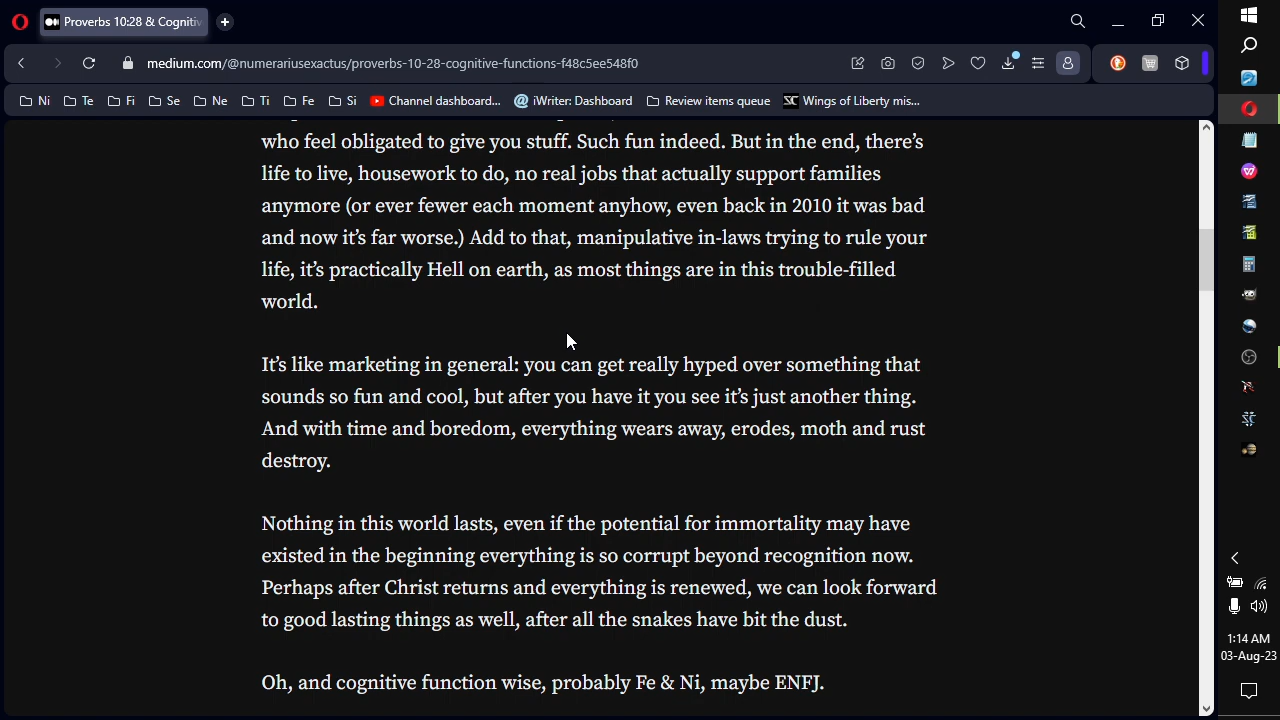 Proverbs 10:28 & Cognitiv
medium.com/@numerariusexactus/proverbs-10-28-cognitive-functions-f48c5ee548f0
Ni
Te
Fi
Se
Ne
Ti
Fe
Si
Channel dashboard...
iWriter: Dashboard
Review items queue
Wings of Liberty mis...
who feel obligated to give you stuff. Such fun indeed. But in the end, there's
life to live, housework to do, no real jobs that actually support families
anymore (or ever fewer each moment anyhow, even back in 2010 it was bad
and now it's far worse.) Add to that, manipulative in-laws trying to rule your
life, it's practically Hell on earth, as most things are in this trouble-filled
world.
It's like marketing in general: you can get really hyped over something that
sounds so fun and cool, but after you have it you see it's just another thing.
And with time and boredom, everything wears away, erodes, moth and rust
destroy.
Nothing in this world lasts, even if the potential for immortality may have
existed in the beginning everything is so corrupt beyond recognition now.
Perhaps after Christ returns and everything is renewed, we can look forward
to good lasting things as well, after all the snakes have bit the dust.
Oh, and cognitive function wise, probably Fe & Ni, maybe ENFJ.
1:14 AM
03-Aug-23